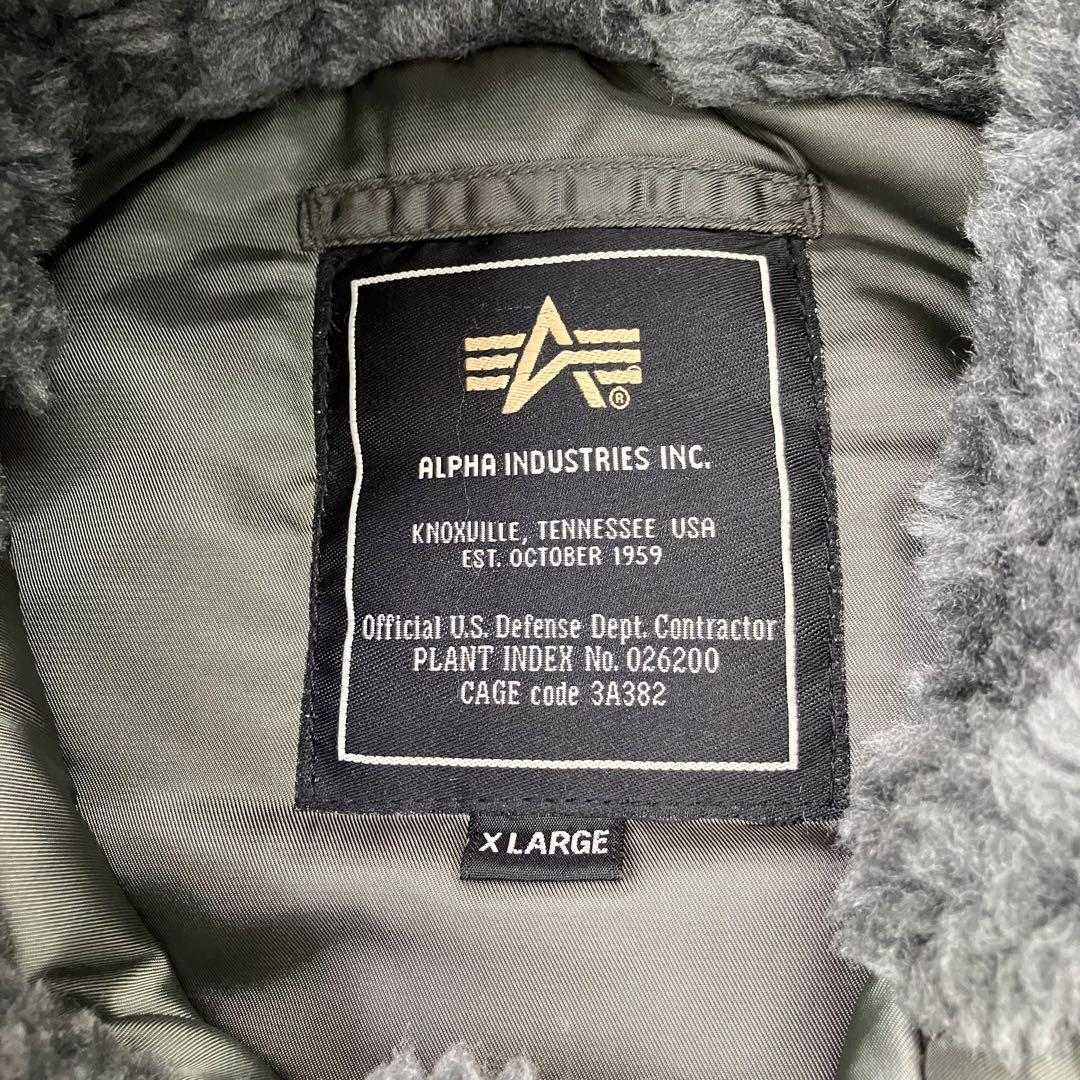 ®
ALPHA INDUSTRIES INC.
KNOXVILLE, TENNESSEE USA
EST. OCTOBER 1959
Official U.S. Defense Dept. Contractor
PLANT INDEX No. 026200
CAGE code 3A382
X LARGE